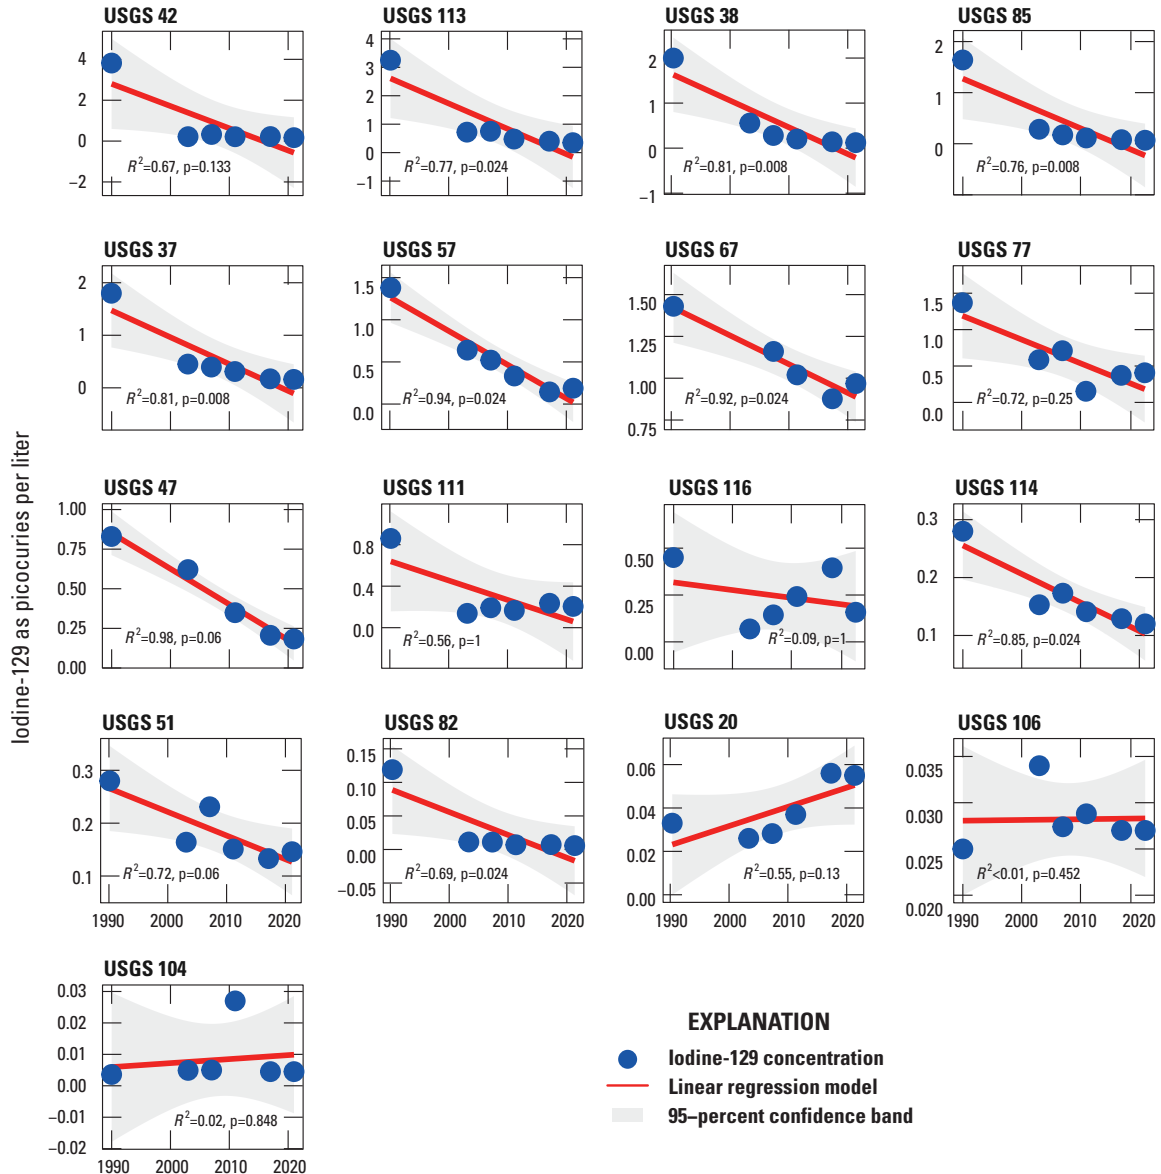 USGS 42
USGS 113
USGS 38
USGS 85
4
2
0
−2
R²=0.67, p=0.133
4
3
2
1
0
−1
R²=0.77, p=0.024
2
1
0
−1
R²=0.81, p=0.008
2
1
0
R²=0.76, p=0.008
USGS 37
USGS 57
USGS 67
USGS 77
2
1
0
R²=0.81, p=0.008
1.5
1.0
0.5
0.0
R²=0.94, p=0.024
1.50
1.25
1.00
0.75
R²=0.92, p=0.024
1.5
1.0
0.5
0.0
R²=0.72, p=0.25
Iodine-129 as picocuries per liter
USGS 47
USGS 111
USGS 116
USGS 114
1.00
0.75
0.50
0.25
0.00
R²=0.98, p=0.06
0.8
0.4
0.0
R²=0.56, p=1
0.50
0.25
0.00
R²=0.09, p=1
0.3
0.2
0.1
R²=0.85, p=0.024
USGS 51
USGS 82
USGS 20
USGS 106
0.3
0.2
0.1
R²=0.72, p=0.06
1990 2000 2010 2020
0.15
0.10
0.05
0.00
−0.05
R²=0.69, p=0.024
1990 2000 2010 2020
0.06
0.04
0.02
0.00
R²=0.55, p=0.13
1990 2000 2010 2020
0.035
0.030
0.025
0.020
R²<0.01, p=0.452
1990 2000 2010 2020
USGS 104
0.03
0.02
0.01
0.00
−0.01
−0.02
R²=0.02, p=0.848
1990 2000 2010 2020
EXPLANATION
Iodine-129 concentration
Linear regression model
95–percent confidence band